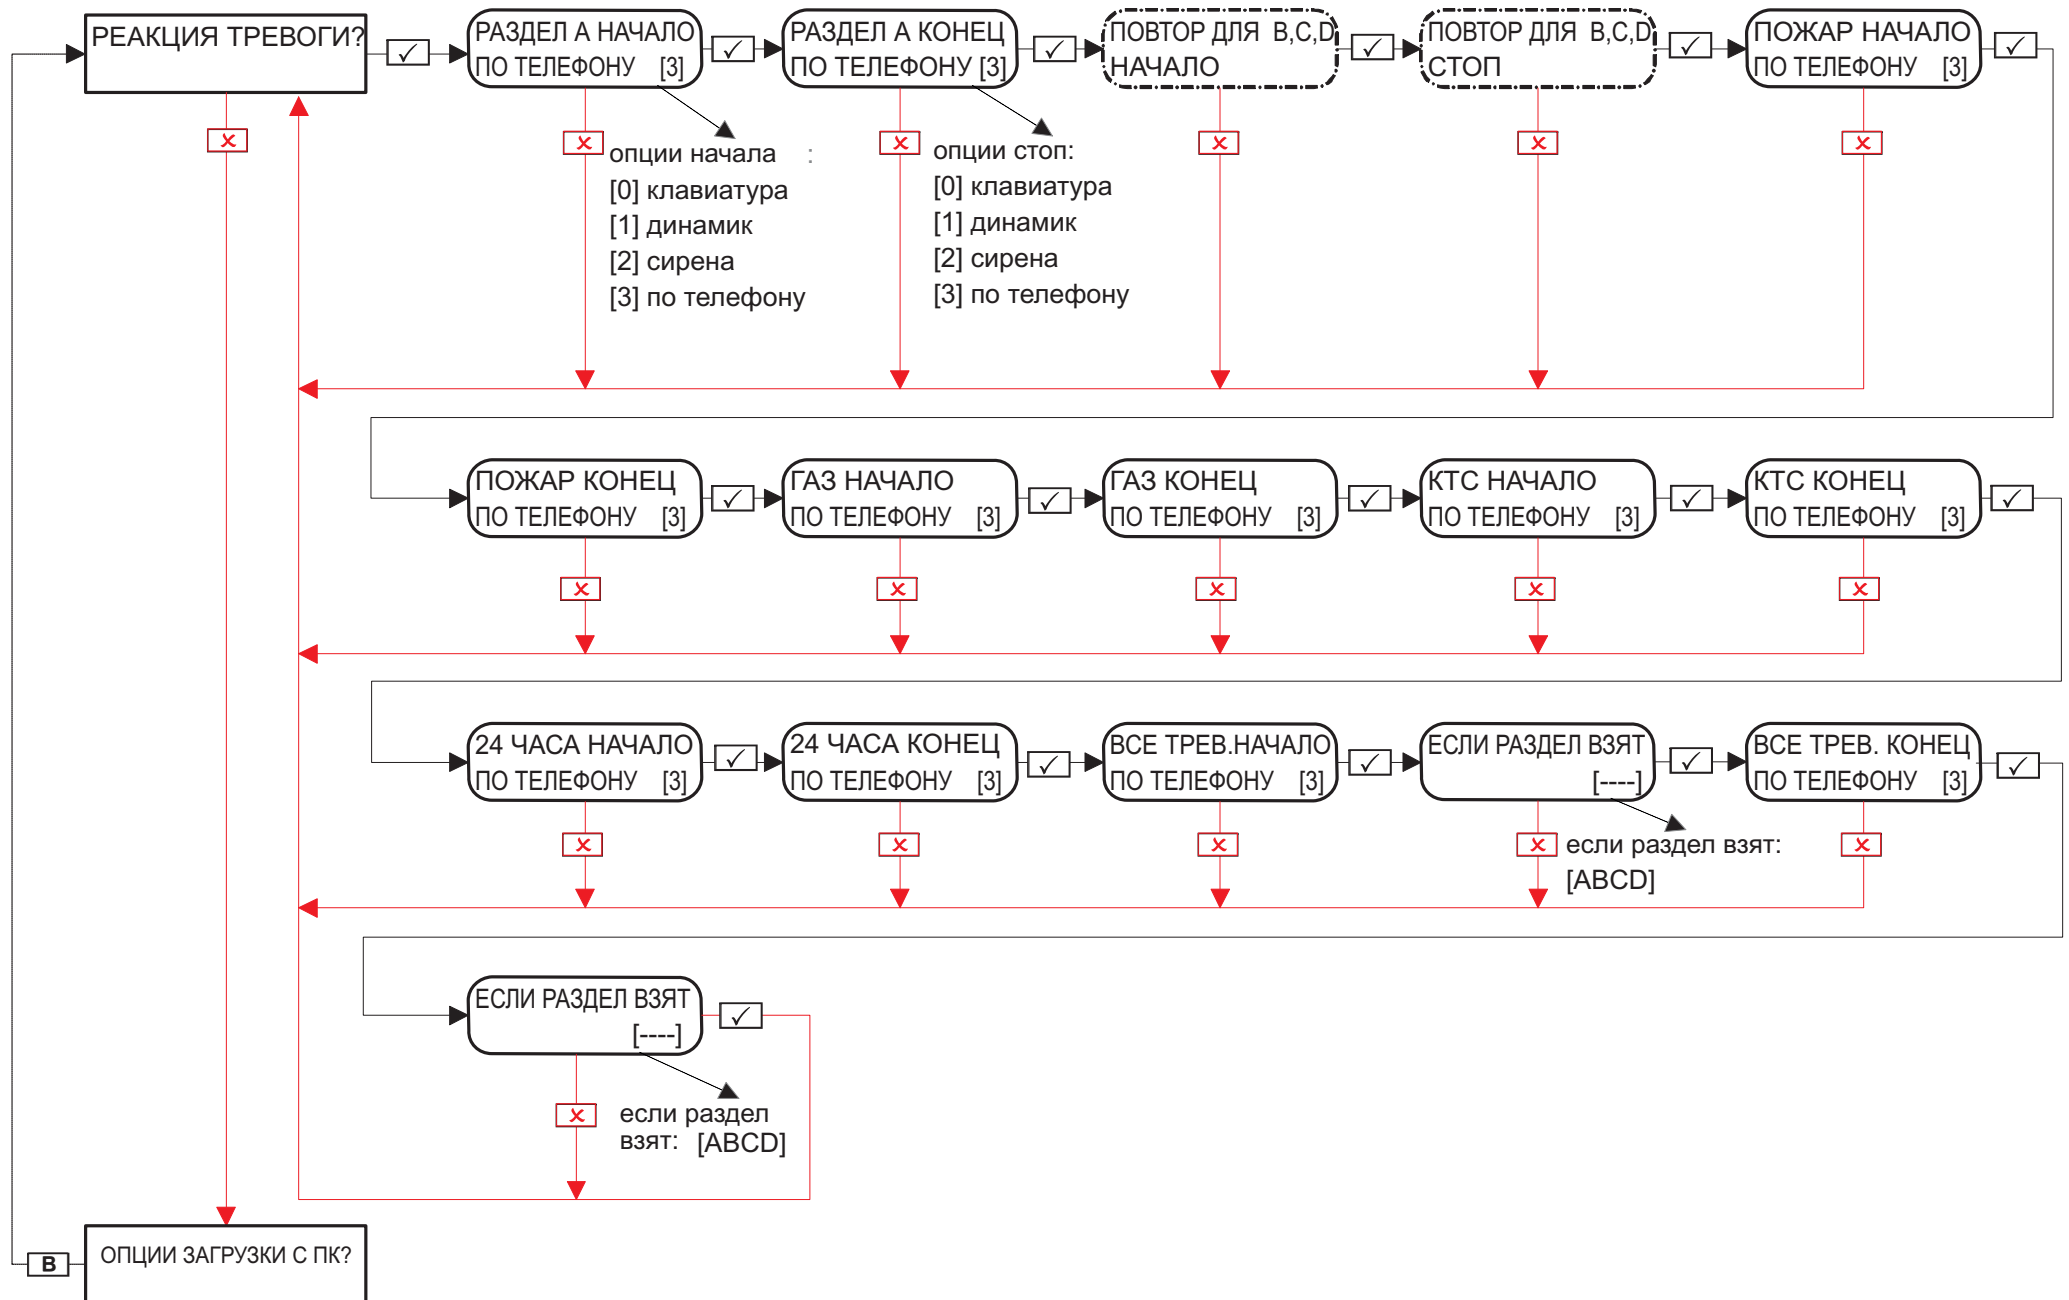 РЕАКЦИЯ ТРЕВОГИ?
РАЗДЕЛ А НАЧАЛО
ПО ТЕЛЕФОНУ [3]
РАЗДЕЛ А КОНЕЦ
ПО ТЕЛЕФОНУ [3]
ПОВТОР ДЛЯ B,C,D
НАЧАЛО
ПОВТОР ДЛЯ B,C,D
СТОП
ПОЖАР НАЧАЛО
ПО ТЕЛЕФОНУ [3]
опции начала :
[0] клавиатура
[1] динамик
[2] сирена
[3] по телефону
опции стоп:
[0] клавиатура
[1] динамик
[2] сирена
[3] по телефону
ПОЖАР КОНЕЦ
ПО ТЕЛЕФОНУ [3]
ГАЗ НАЧАЛО
ПО ТЕЛЕФОНУ [3]
ГАЗ КОНЕЦ
ПО ТЕЛЕФОНУ [3]
КТС НАЧАЛО
ПО ТЕЛЕФОНУ [3]
КТС КОНЕЦ
ПО ТЕЛЕФОНУ [3]
24 ЧАСА НАЧАЛО
ПО ТЕЛЕФОНУ [3]
24 ЧАСА КОНЕЦ
ПО ТЕЛЕФОНУ [3]
ВСЕ ТРЕВ.НАЧАЛО
ПО ТЕЛЕФОНУ [3]
ЕСЛИ РАЗДЕЛ ВЗЯТ
[----]
ВСЕ ТРЕВ. КОНЕЦ
ПО ТЕЛЕФОНУ [3]
если раздел взят:
[ABCD]
ЕСЛИ РАЗДЕЛ ВЗЯТ
[----]
если раздел
взят: [ABCD]
ОПЦИИ ЗАГРУЗКИ С ПК?
B